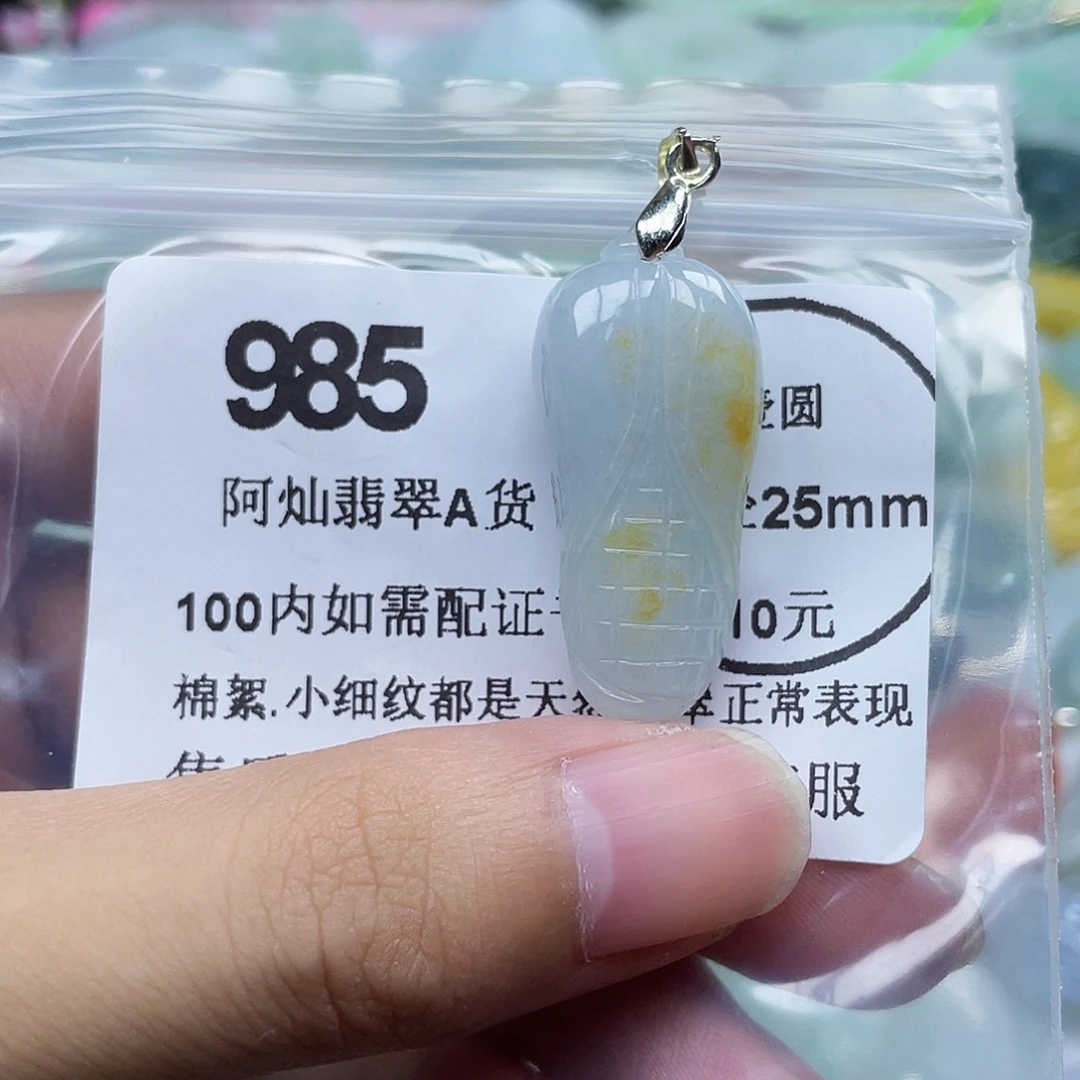 985
圆
阿灿翡翠A货 25mm
100内如需配证 10元
棉絮.小细纹都是天 正常表现
服